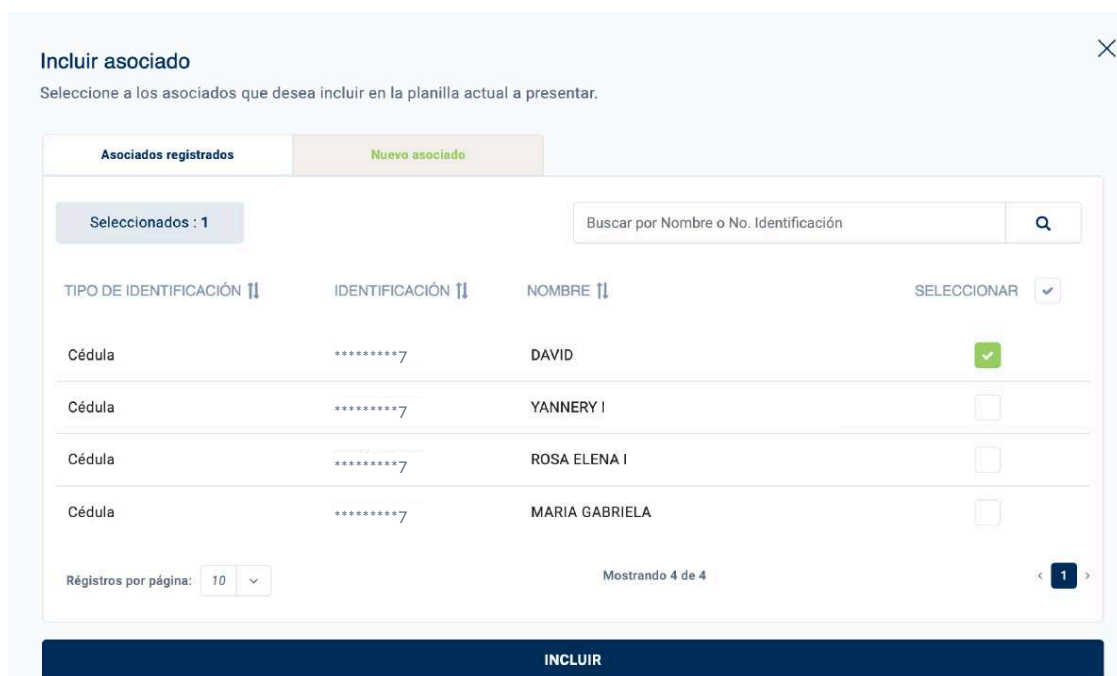 Incluir asociado
Seleccione a los asociados que desea incluir en la planilla actual a presentar.
Asociados registrados Nuevo asociado
Seleccionados : 1 Buscar por Nombre o No. Identificación
TIPO DE IDENTIFICACIÓN IDENTIFICACIÓN NOMBRE SELECCIONAR
Cédula *********7 DAVID
Cédula *********7 YANNERY
Cédula *********7 ROSA ELENA
Cédula *********7 MARIA GABRIELA
Régistros por página: 10 Mostrando 4 de 4 < 1 >
INCLUIR